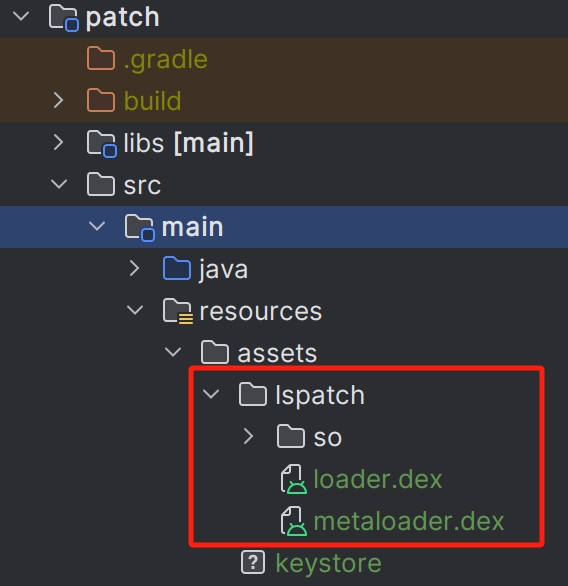 patch
.gradle
build
libs [main]
src
main
java
resources
assets
lspatch
so
loader.dex
metaloader.dex
? keystore